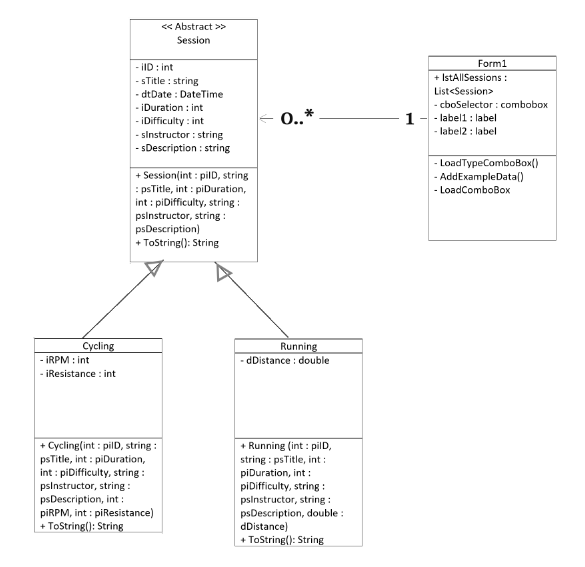 << Abstract >>
Session
- iID : int
- sTitle : string
- dtDate : DateTime
- iDuration : int
- iDifficulty : int
- sInstructor : string
- sDescription : string
+ Session(int : piID, string
: psTitle, int : piDuration,
int : piDifficulty, string :
psInstructor, string :
psDescription)
+ ToString(): String
0..*
1
Form1
+ lstAllSessions :
List<Session>
- cboSelector : combobox
- label1 : label
- label2 : label
- LoadTypeComboBox()
- AddExampleData()
- LoadComboBox
Cycling
- iRPM : int
- iResistance : int
+ Cycling(int : piID, string :
psTitle, int : piDuration,
int : piDifficulty, string :
psInstructor, string :
psDescription, int :
piRPM, int : piResistance)
+ ToString(): String
Running
- dDistance : double
+ Running (int : piID,
string : psTitle, int :
piDuration, int :
piDifficulty, string :
psInstructor, string :
psDescription, double :
dDistance)
+ ToString(): String